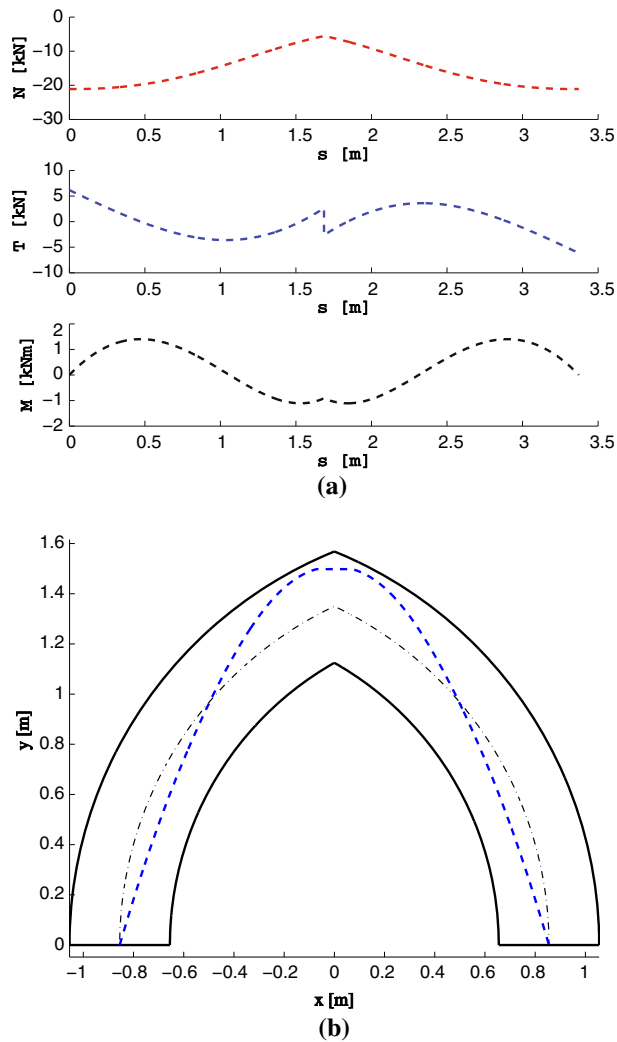 0
−10
−20
−30
N [kN]
0 0.5 1 1.5 2 2.5 3 3.5
s [m]
10
5
0
−5
−10
T [kN]
0 0.5 1 1.5 2 2.5 3 3.5
s [m]
2
1
0
−1
−2
M [kNm]
0 0.5 1 1.5 2 2.5 3 3.5
s [m]
(a)
1.6
1.4
1.2
1
0.8
0.6
0.4
0.2
0
y[m]
−1 −0.8 −0.6 −0.4 −0.2 0 0.2 0.4 0.6 0.8 1
x[m]
(b)